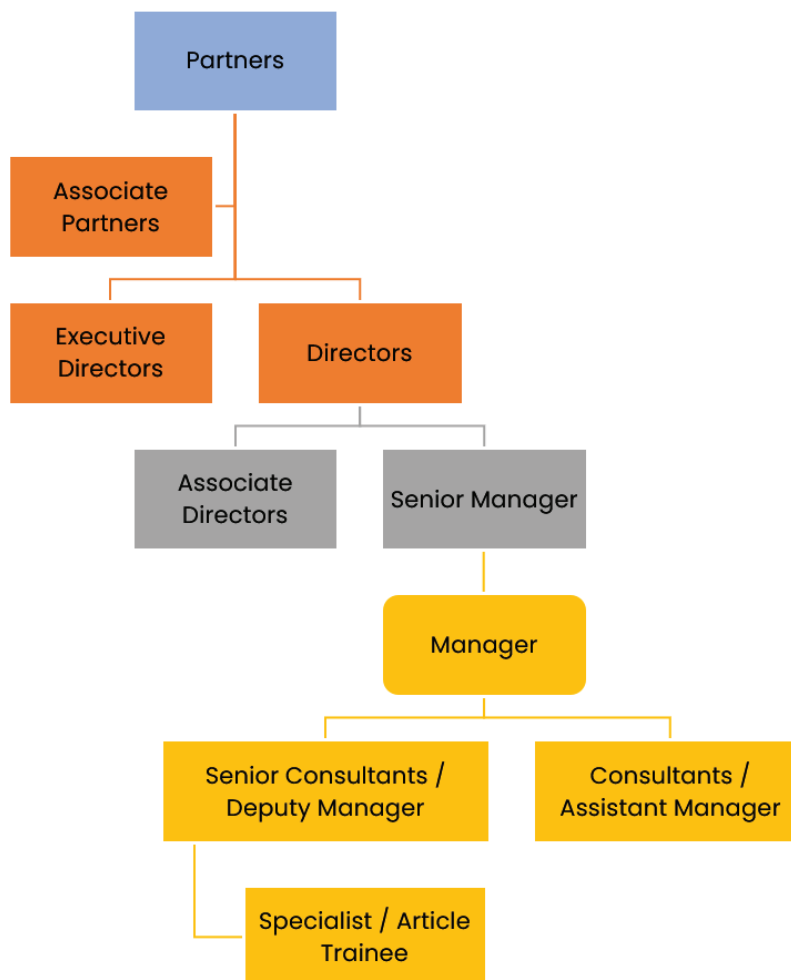 Partners
Associate
Partners
Executive
Directors
Directors
Associate
Directors
Senior Manager
Manager
Senior Consultants /
Deputy Manager
Consultants /
Assistant Manager
Specialist / Article
Trainee